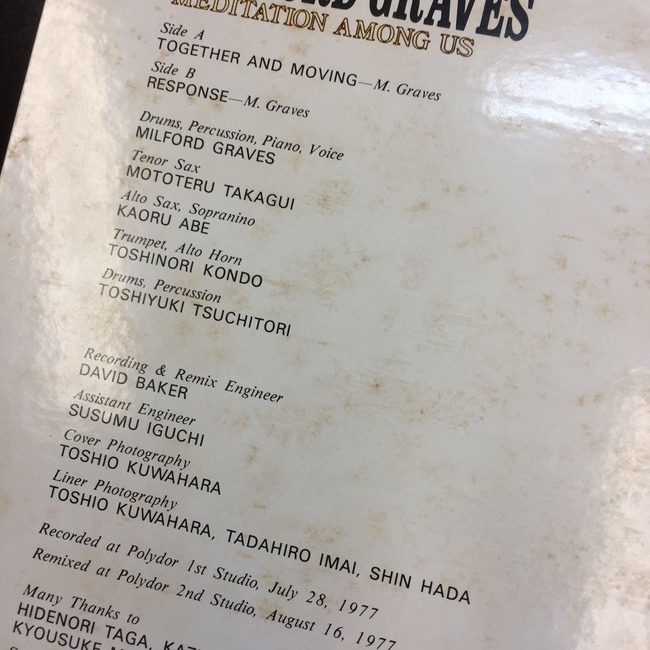 GRAVES
MEDITATION AMONG US
Side A
TOGETHER AND MOVING—M. Graves
Side B
RESPONSE—M. Graves
Drums, Percussion, Piano, Voice
MILFORD GRAVES
Tenor Sax
MOTOTERU TAKAGUI
Alto Sax, Sopranino
KAORU ABE
Trumpet, Alto Horn
TOSHINORI KONDO
Drums, Percussion
TOSHIYUKI TSUCHITORI
Recording & Remix Engineer
DAVID BAKER
Assistant Engineer
SUSUMU IGUCHI
Cover Photography
TOSHIO KUWAHARA
Liner Photography
TOSHIO KUWAHARA, TADAHIRO IMAI, SHIN HADA
Recorded at Polydor 1st Studio, July 28, 1977
Remixed at Polydor 2nd Studio, August 16, 1977
Many Thanks to
HIDENORI TAGA,
KYOUSUKE